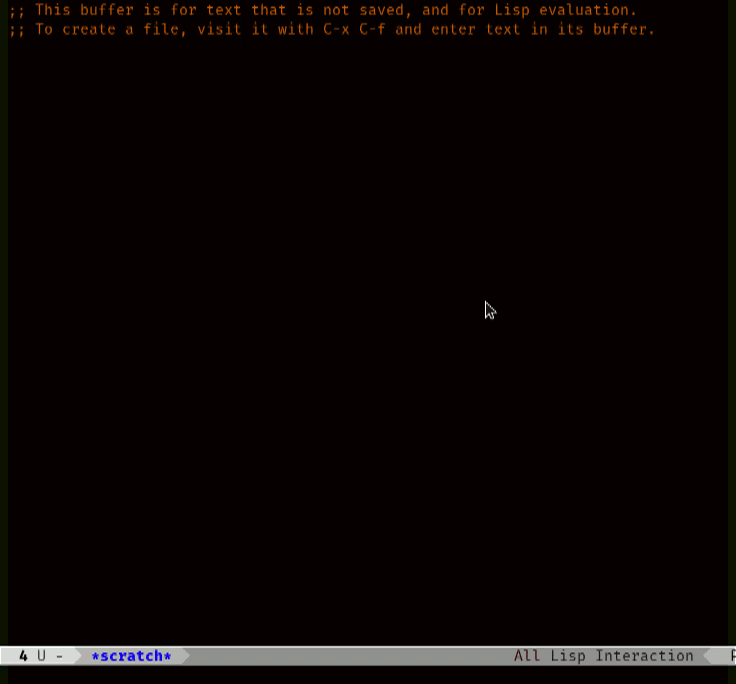 ;; This buffer is for text that is not saved, and for Lisp evaluation.
;; To create a file, visit it with C-x C-f and enter text in its buffer.
4 U - *scratch* All Lisp Interaction